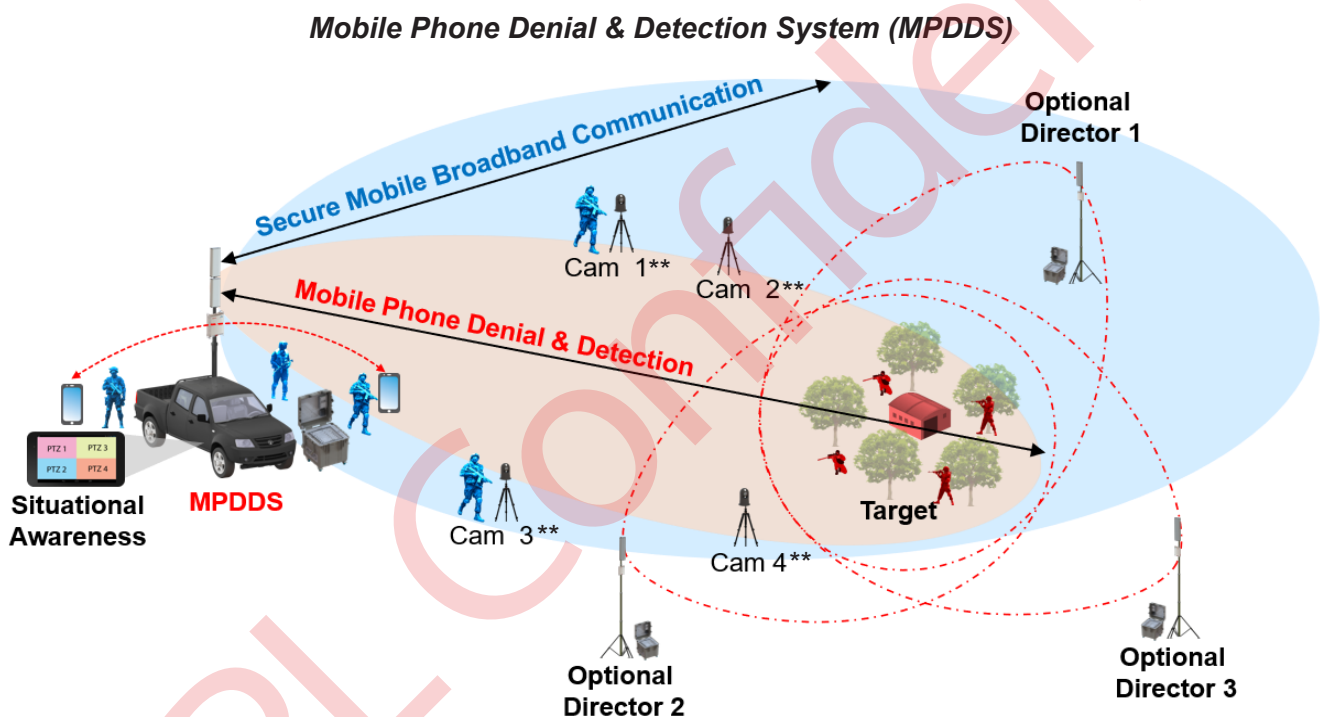 Mobile Phone Denial & Detection System (MPDDS)
Secure Mobile Broadband Communication
Optional
Director 1
Cam 1**
Cam 2**
Mobile Phone Denial & Detection
PTZ 1
PTZ 3
PTZ 2
PTZ 4
Situational
Awareness
MPDDS
Cam 3**
Cam 4**
Target
Optional
Director 2
Optional
Director 3